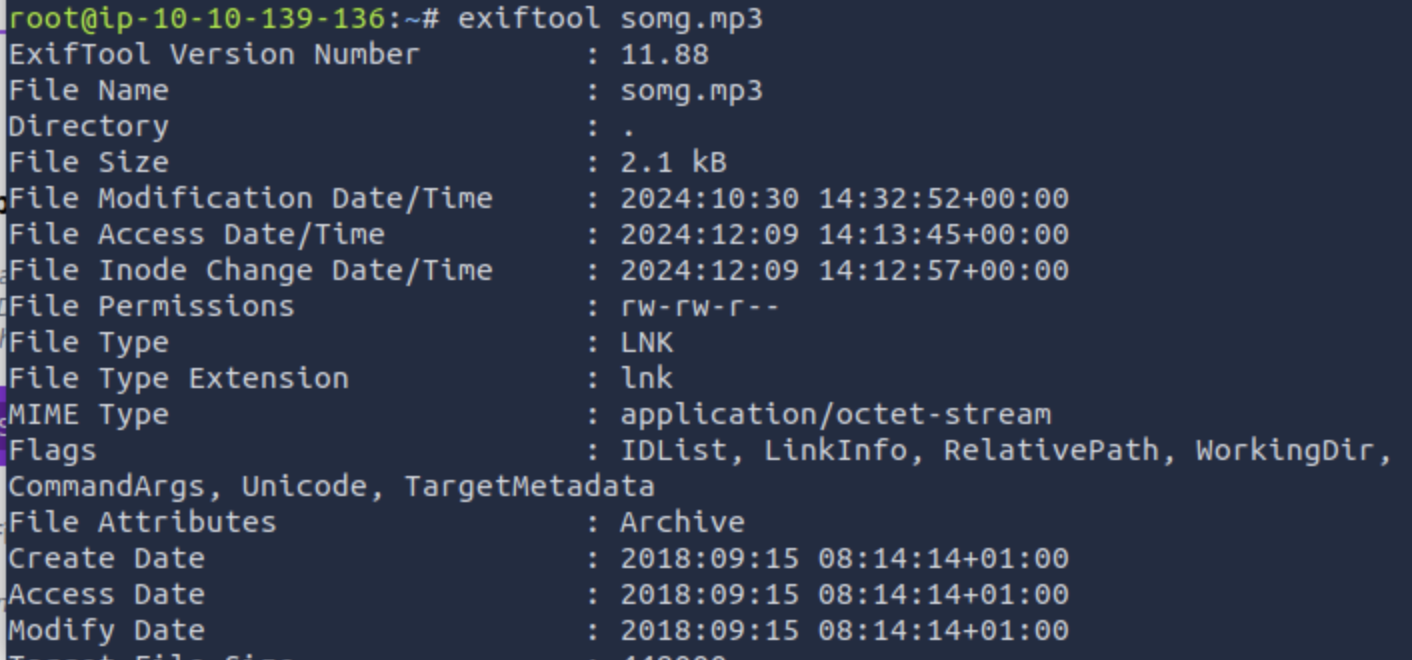 root@ip-10-10-139-136:~# exiftool somg.mp3
ExifTool Version Number : 11.88
File Name : somg.mp3
Directory : .
File Size : 2.1 kB
File Modification Date/Time : 2024:10:30 14:32:52+00:00
File Access Date/Time : 2024:12:09 14:13:45+00:00
File Inode Change Date/Time : 2024:12:09 14:12:57+00:00
File Permissions : rw-rw-r--
File Type : LNK
File Type Extension : lnk
MIME Type : application/octet-stream
Flags : IDList, LinkInfo, RelativePath, WorkingDir,
CommandArgs, Unicode, TargetMetadata
File Attributes : Archive
Create Date : 2018:09:15 08:14:14+01:00
Access Date : 2018:09:15 08:14:14+01:00
Modify Date : 2018:09:15 08:14:14+01:00